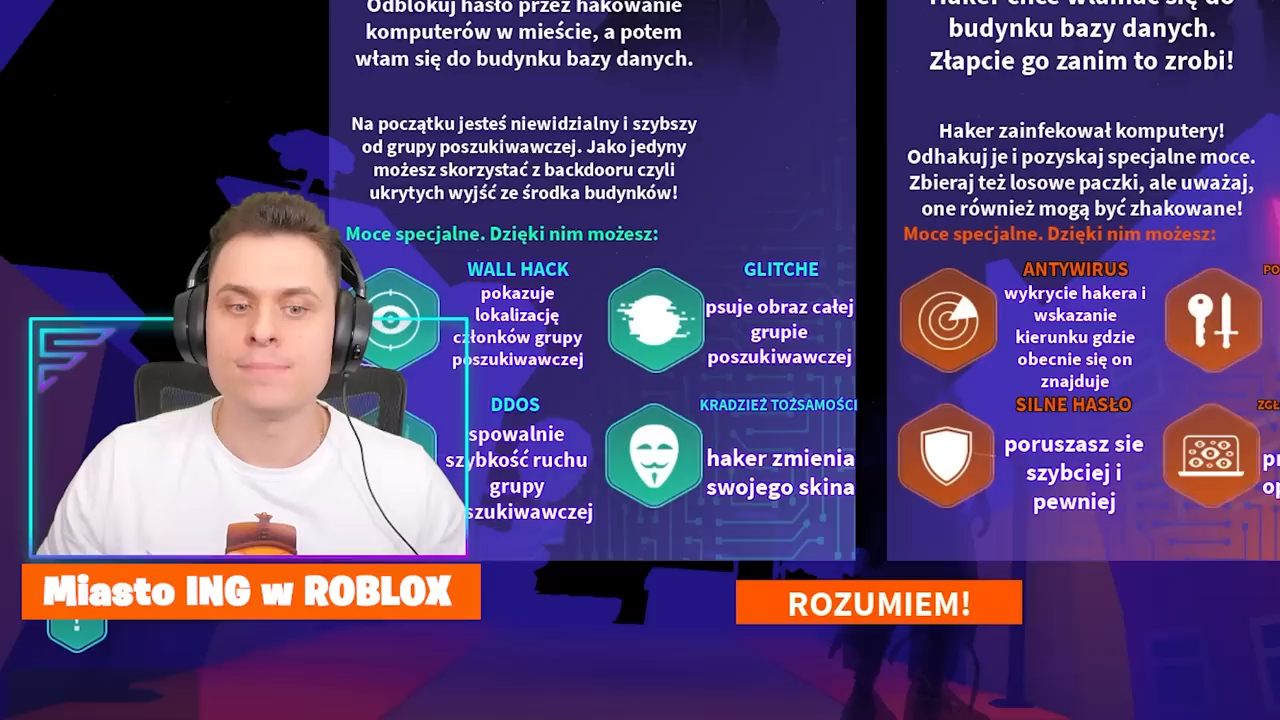 Odblokuj hasło przez hakowanie
komputerów w mieście, a potem
włam się do budynku bazy danych.
Na początku jesteś niewidzialny i szybszy
od grupy poszukiwawczej. Jako jedyny
możesz skorzystać z backdooru czyli
ukrytych wyjść ze środka budynków!
Moce specjalne. Dzięki nim możesz:
WALL HACK
pokazuje
lokalizację
członków grupy
poszukiwawczej
GLITCHE
psuje obraz całej
grupie
poszukiwawczej
DDOS
spowalnie
szybkość ruchu
grupy
szukiwawczej
KRADZIEŻ TOŻSAMOŚCI
haker zmienia
swojego skina
Haker chce włamać się do
budynku bazy danych.
Złapcie go zanim to zrobi!
Haker zainfekował komputery!
Odhakuj je i pozyskaj specjalne moce.
Zbieraj też losowe paczki, ale uważaj,
one również mogą być zhakowane!
Moce specjalne. Dzięki nim możesz:
ANTYWIRUS
wykrycie hakera i
wskazanie
kierunku gdzie
obecnie się on
znajduje
SILNE HASŁO
poruszasz sie
szybciej i
pewniej
Miasto ING w ROBLOX
ROZUMIEM!